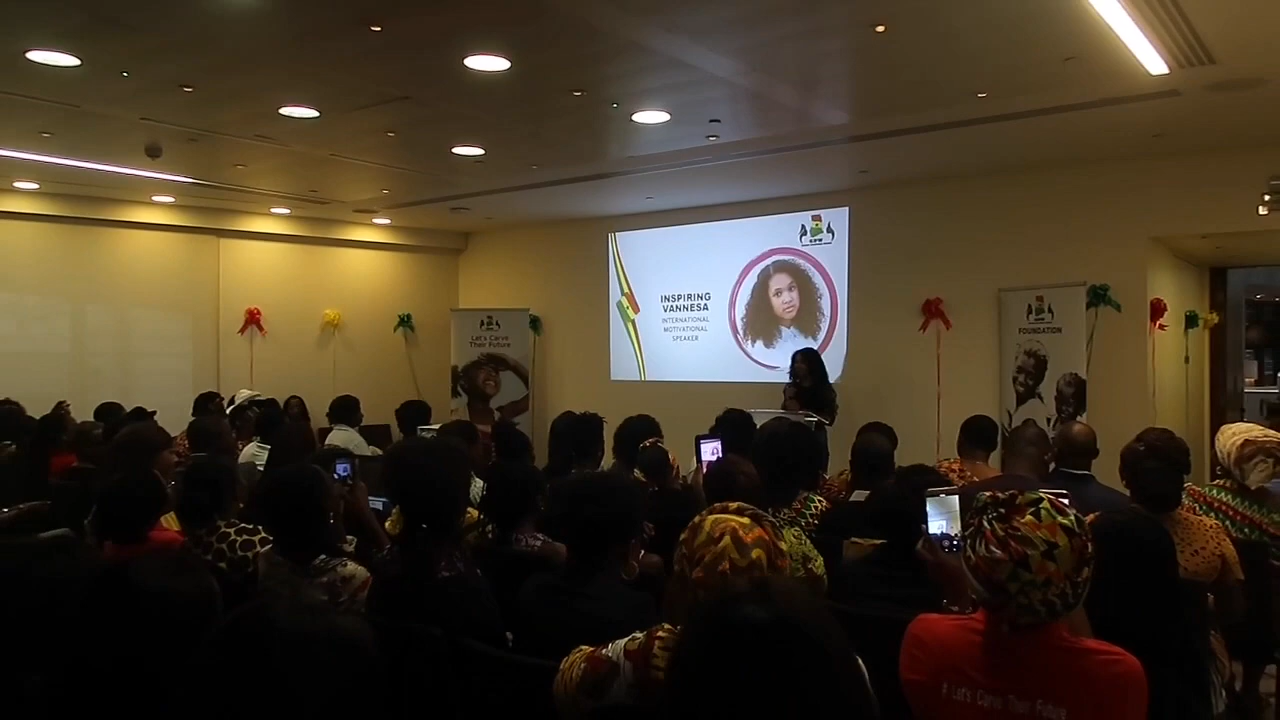 INSPIRING
VANNESA
INTERNATIONAL
MOTIVATIONAL
SPEAKER
Let's Carve
Their Future
FOUNDATION
# Let's Carve Their Future